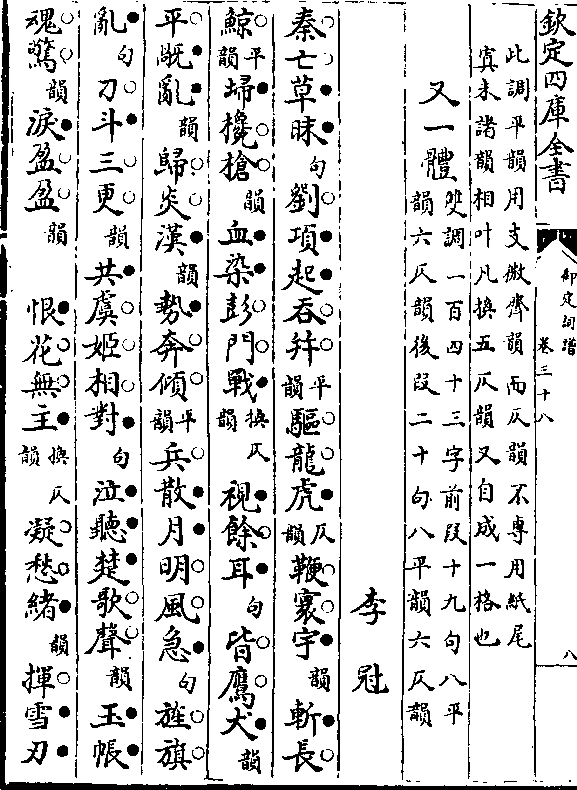 欽定四庫全書
御定詞譜
卷三十八
八
此調平韻用支微齊韻而仄韻不專用紙尾
寘未諸韻相叶凡換五仄韻又自成一格也
又一體
雙調一百四十三字前段十九句八平
韻六仄韻後段二十句八平韻六仄韻
李冠
秦亡草昧句劉項起吞并平韻驅龍虎仄韻鞭寰宇韻斬長
鯨平韻埽欃槍韻血染彭門戰換仄韻視餘耳句皆鷹犬韻
平旣亂韻歸炎漢韻勢奔傾平韻兵散月明風急句旌旗
亂句刀斗三更韻共虞姬相對句泣聽楚歌聲韻玉帳
魂驚韻淚盈盈韻恨花無主換仄韻凝愁緒韻揮雪刃